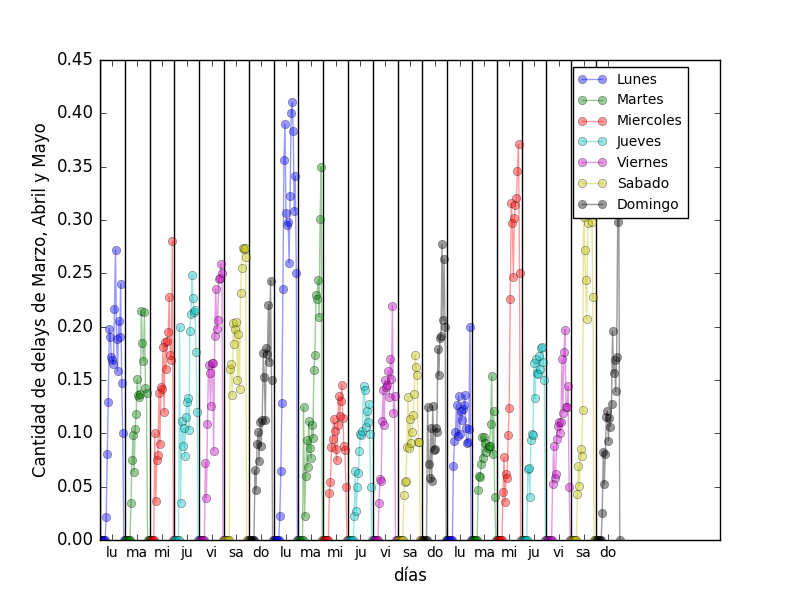 0.45
0.40
0.35
0.30
0.25
0.20
0.15
0.10
0.05
0.00
Cantidad de delays de Marzo, Abril y Mayo
Lunes
Martes
Miercoles
Jueves
Viernes
Sabado
Domingo
lu ma mi ju vi sa do lu ma mi ju vi sa do lu ma mi ju vi sa do
días